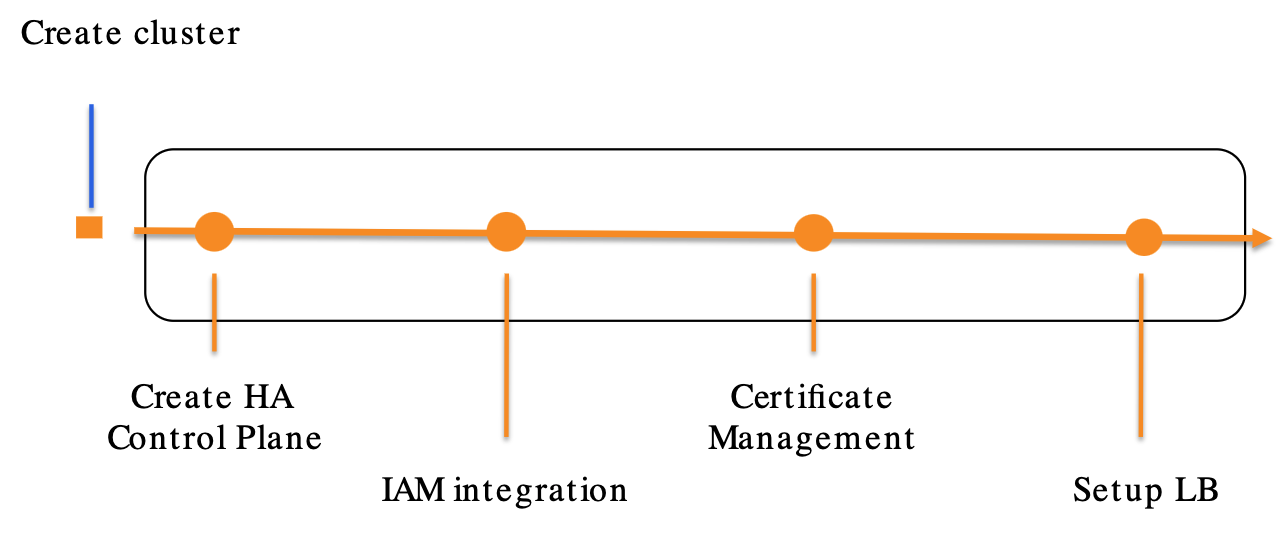 Create cluster
Create HA
Control Plane
IAM integration
Certificate
Management
Setup LB